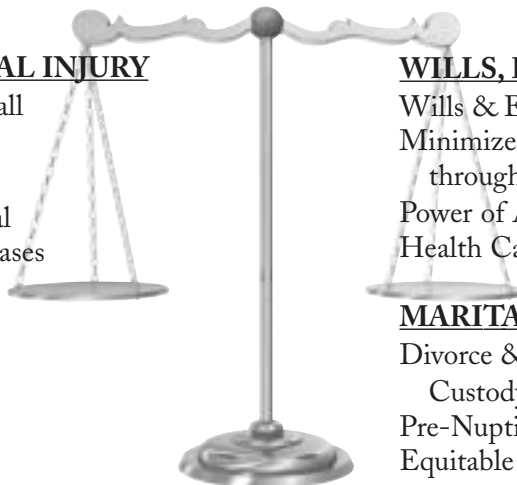 AL INJURY
all
al
ases
WILLS,
Wills & E
Minimize
through
Power of
Health Ca
MARITA
Divorce &
Custody
Pre-Nupti
Equitable